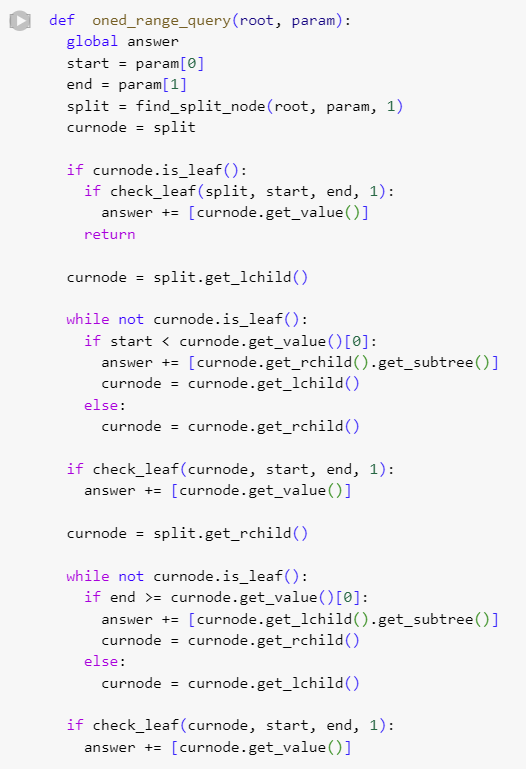 def  oned_range_query(root, param):
  global answer
  start = param[0]
  end = param[1]
  split = find_split_node(root, param, 1)
  curnode = split

  if curnode.is_leaf():
    if check_leaf(split, start, end, 1):
      answer += [curnode.get_value()]
    return

  curnode = split.get_lchild()

  while not curnode.is_leaf():
    if start < curnode.get_value()[0]:
      answer += [curnode.get_rchild().get_subtree()]
      curnode = curnode.get_lchild()
    else:
      curnode = curnode.get_rchild()

  if check_leaf(curnode, start, end, 1):
    answer += [curnode.get_value()]

  curnode = split.get_rchild()

  while not curnode.is_leaf():
    if end >= curnode.get_value()[0]:
      answer += [curnode.get_lchild().get_subtree()]
      curnode = curnode.get_rchild()
    else:
      curnode = curnode.get_lchild()

  if check_leaf(curnode, start, end, 1):
    answer += [curnode.get_value()]